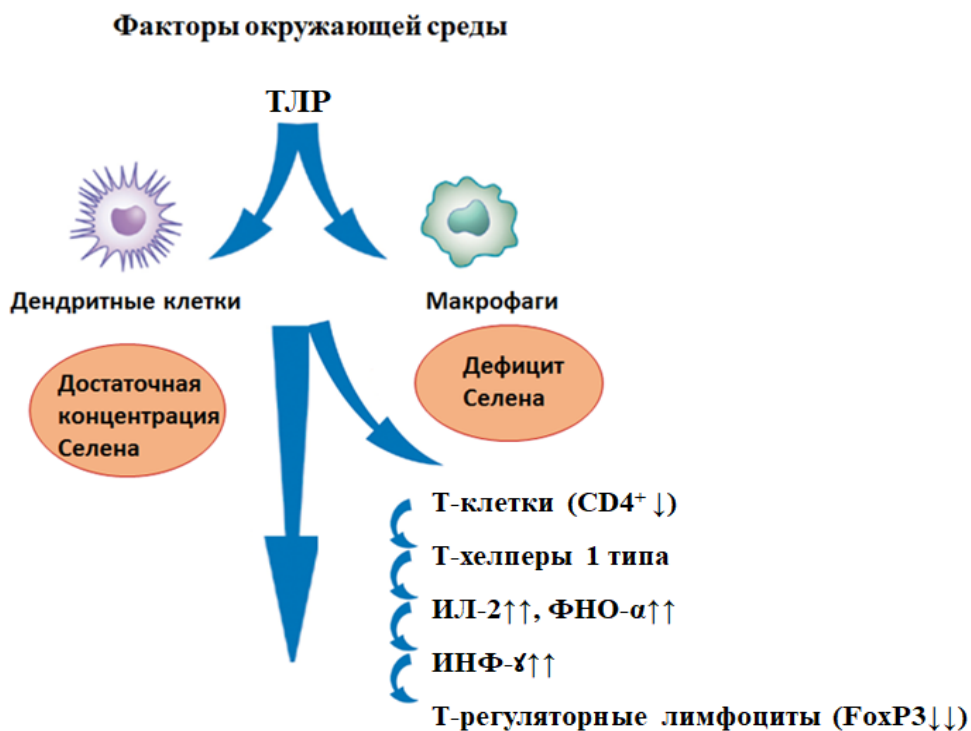 Факторы окружающей среды
ТЛР
Дендритные клетки
Макрофаги
Достаточная
концентрация
Селена
Дефицит
Селена
Т-клетки (CD4⁺ ↓)
Т-хелперы 1 типа
ИЛ-2↑↑, ФНО-α↑↑
ИНФ-ɤ↑↑
Т-регуляторные лимфоциты (FoxP3↓↓)